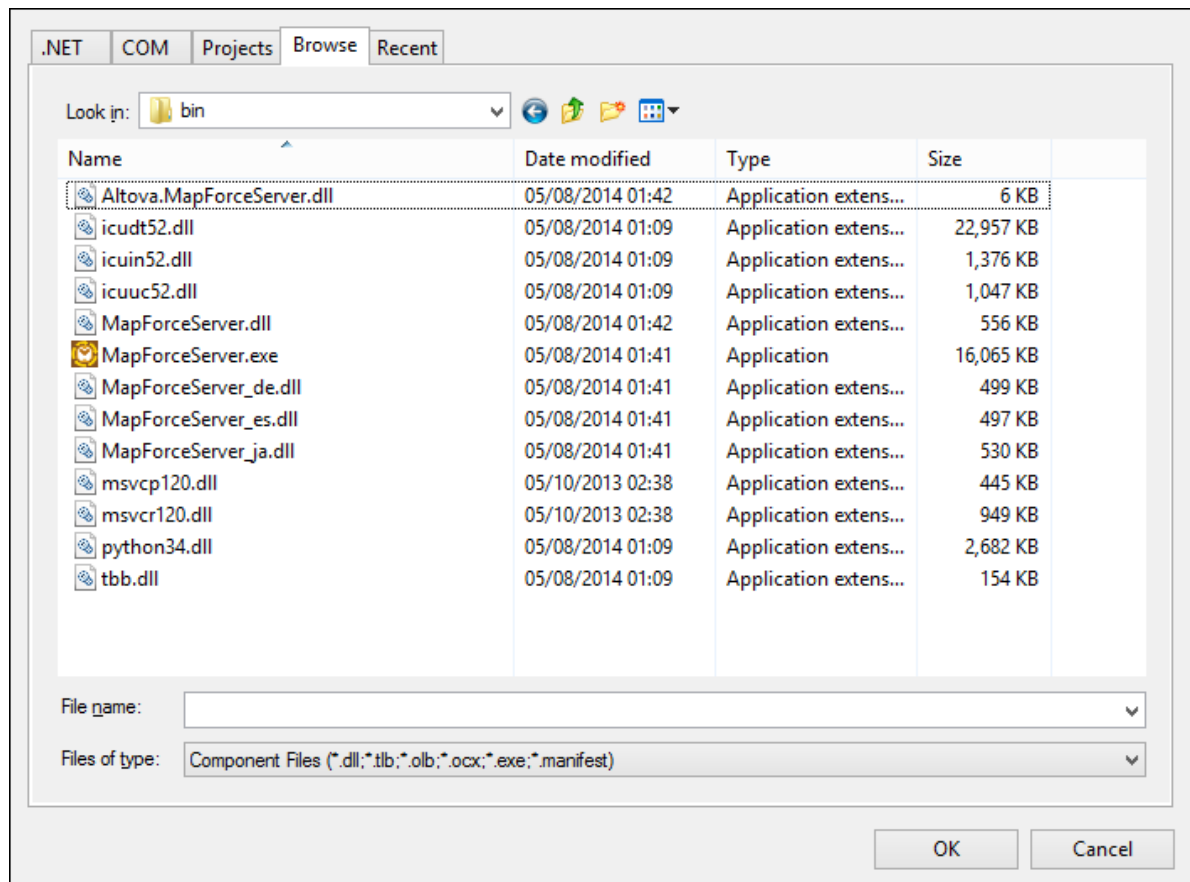 .NET COM Projects Browse Recent
Look in: bin
Name Date modified Type Size
Altova.MapForceServer.dll 05/08/2014 01:42 Application extens... 6 KB
icudt52.dll 05/08/2014 01:09 Application extens... 22,957 KB
icuin52.dll 05/08/2014 01:09 Application extens... 1,376 KB
icuuc52.dll 05/08/2014 01:09 Application extens... 1,047 KB
MapForceServer.dll 05/08/2014 01:42 Application extens... 556 KB
MapForceServer.exe 05/08/2014 01:41 Application 16,065 KB
MapForceServer_de.dll 05/08/2014 01:41 Application extens... 499 KB
MapForceServer_es.dll 05/08/2014 01:41 Application extens... 497 KB
MapForceServer_ja.dll 05/08/2014 01:41 Application extens... 530 KB
msvcp120.dll 05/10/2013 02:38 Application extens... 445 KB
msvcr120.dll 05/10/2013 02:38 Application extens... 949 KB
python34.dll 05/08/2014 01:09 Application extens... 2,682 KB
tbb.dll 05/08/2014 01:09 Application extens... 154 KB
File name:
Files of type: Component Files (*.dll;*.tlb;*.olb;*.ocx;*.exe;*.manifest)
OK Cancel